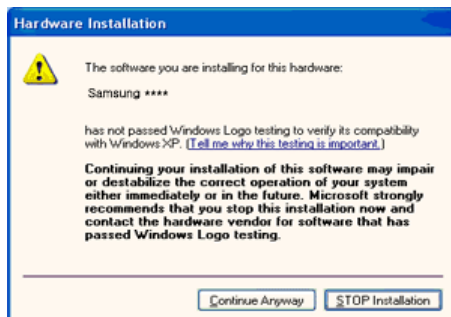 Hardware Installation
The software you are installing for this hardware:
Samsung ****
has not passed Windows Logo testing to verify its compatibility
with Windows XP. (Tell me why this testing is important.)
Continuing your installation of this software may impair
or destabilize the correct operation of your system
either immediately or in the future. Microsoft strongly
recommends that you stop this installation now and
contact the hardware vendor for software that has
passed Windows Logo testing.
Continue Anyway
STOP Installation